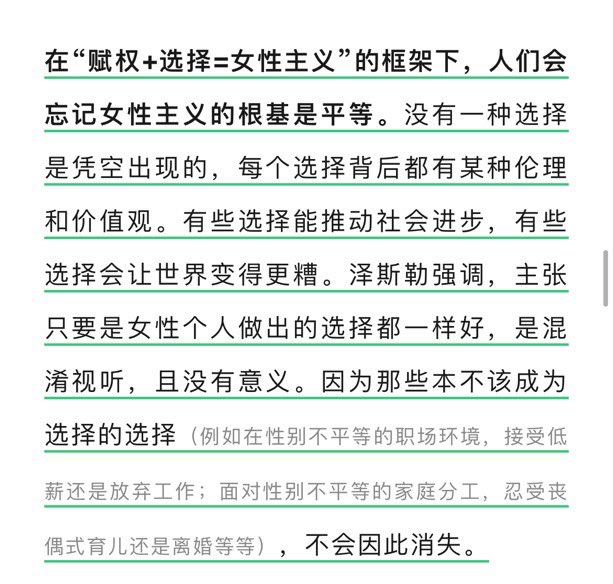 在“赋权+选择=女性主义”的框架下，人们会
忘记女性主义的根基是平等。没有一种选择
是凭空出现的，每个选择背后都有某种伦理
和价值观。有些选择能推动社会进步，有些
选择会让世界变得更糟。泽斯勒强调，主张
只要是女性个人做出的选择都一样好，是混
淆视听，且没有意义。因为那些本不该成为
选择的选择（例如在性别不平等的职场环境，接受低
薪还是放弃工作；面对性别不平等的家庭分工，忍受丧
偶式育儿还是离婚等等），不会因此消失。